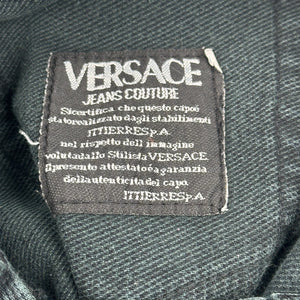 VERSACE
JEANS COUTURE
Si certifica che questo capo é
stato realizzato dagli stabilimenti
ITTIERRE S.p.A.
nel rispetto dell immagine
voluta dallo Stilista VERSACE.
Il presente attestato é a garanzia
della autenticita del capo.
ITTIERRE S.p.A.